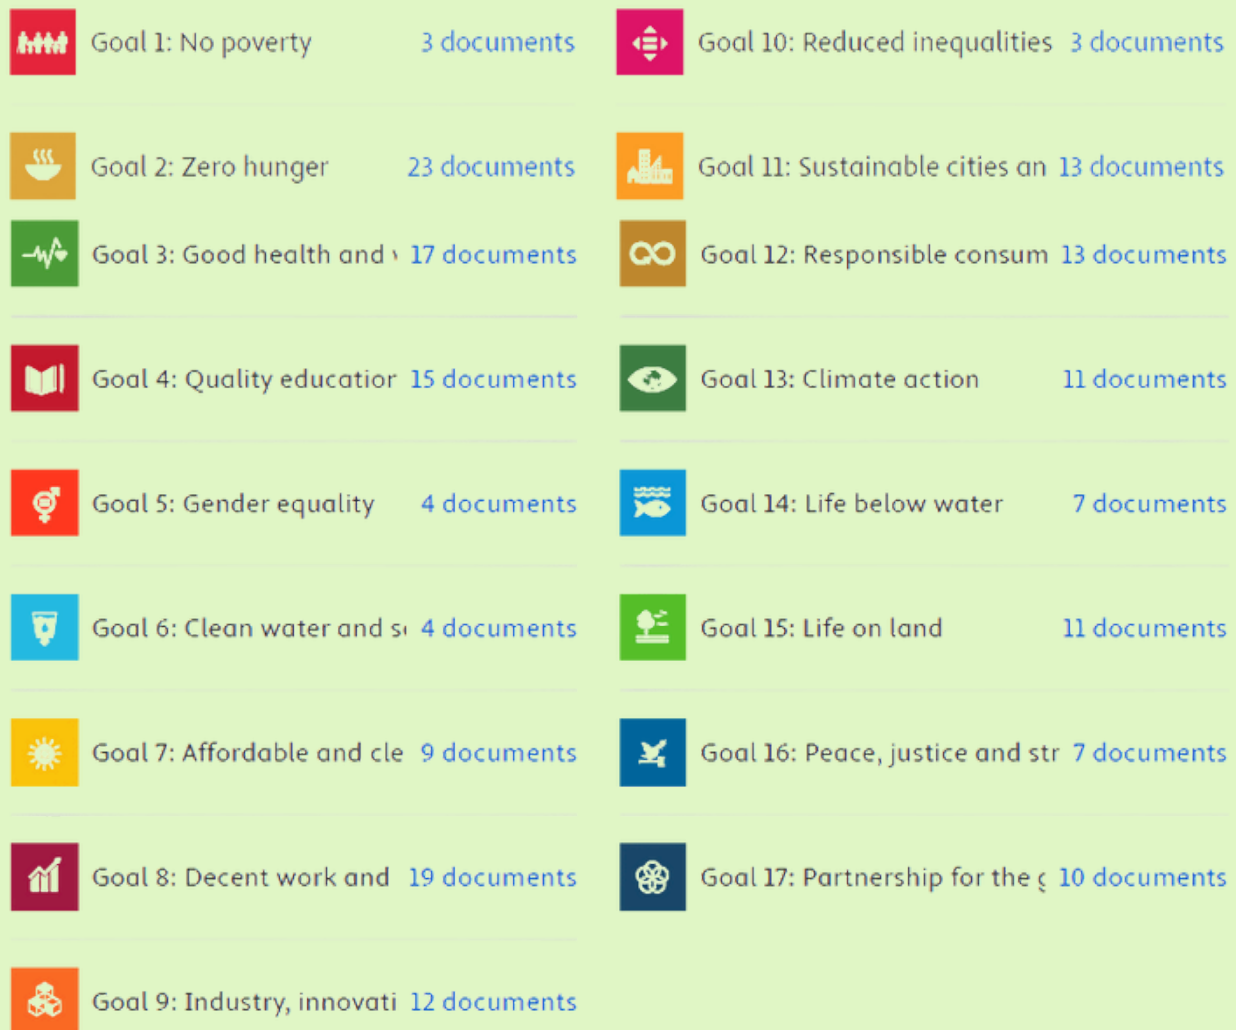 Goal 1: No poverty 3 documents
Goal 2: Zero hunger 23 documents
Goal 3: Good health and 17 documents
Goal 4: Quality 15 documents
Goal 5: Gender equality 4 documents
Goal 6: Clean water and 4 documents
Goal 7: Affordable and cle 9 documents
Goal 8: Decent work and 19 documents
Goal 9: Industry, innovati 12 documents
Goal 10: Reduced inequalities 3 documents
Goal 11: Sustainable cities an 13 documents
Goal 12: Responsible consum 13 documents
Goal 13: Climate action 11 documents
Goal 14: Life below water 7 documents
Goal 15: Life on land 11 documents
Goal 16: Peace, justice and str 7 documents
Goal 17: Partnership for the 10 documents